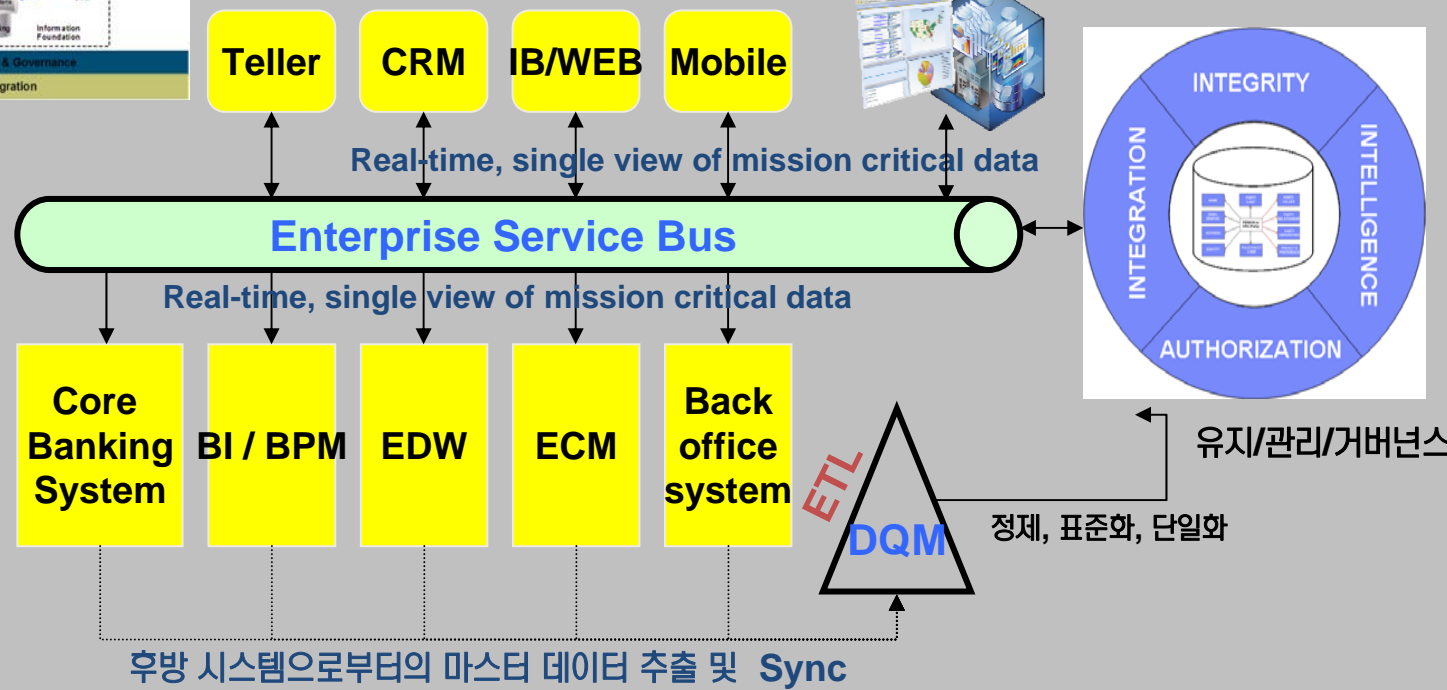 Information
Foundation
& Governance
gration
Teller
CRM
IB/WEB
Mobile
Real-time, single view of mission critical data
Enterprise Service Bus
Real-time, single view of mission critical data
INTEGRITY
INTEGRATION
INTELLIGENCE
AUTHORIZATION
Core
Banking
System
BI / BPM
EDW
ECM
Back
office
system
ETL
DQM
유지/관리/거버넌스
정제, 표준화, 단일화
후방 시스템으로부터의 마스터 데이터 추출 및 Sync